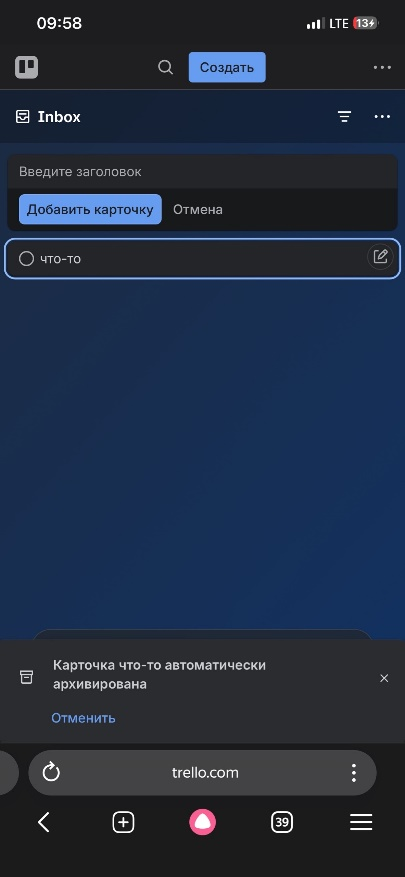 09:58
LTE 13
Создать
Inbox
Введите заголовок
Добавить карточку Отмена
что-то
Карточка что-то автоматически
архивирована
Отменить
trello.com
39